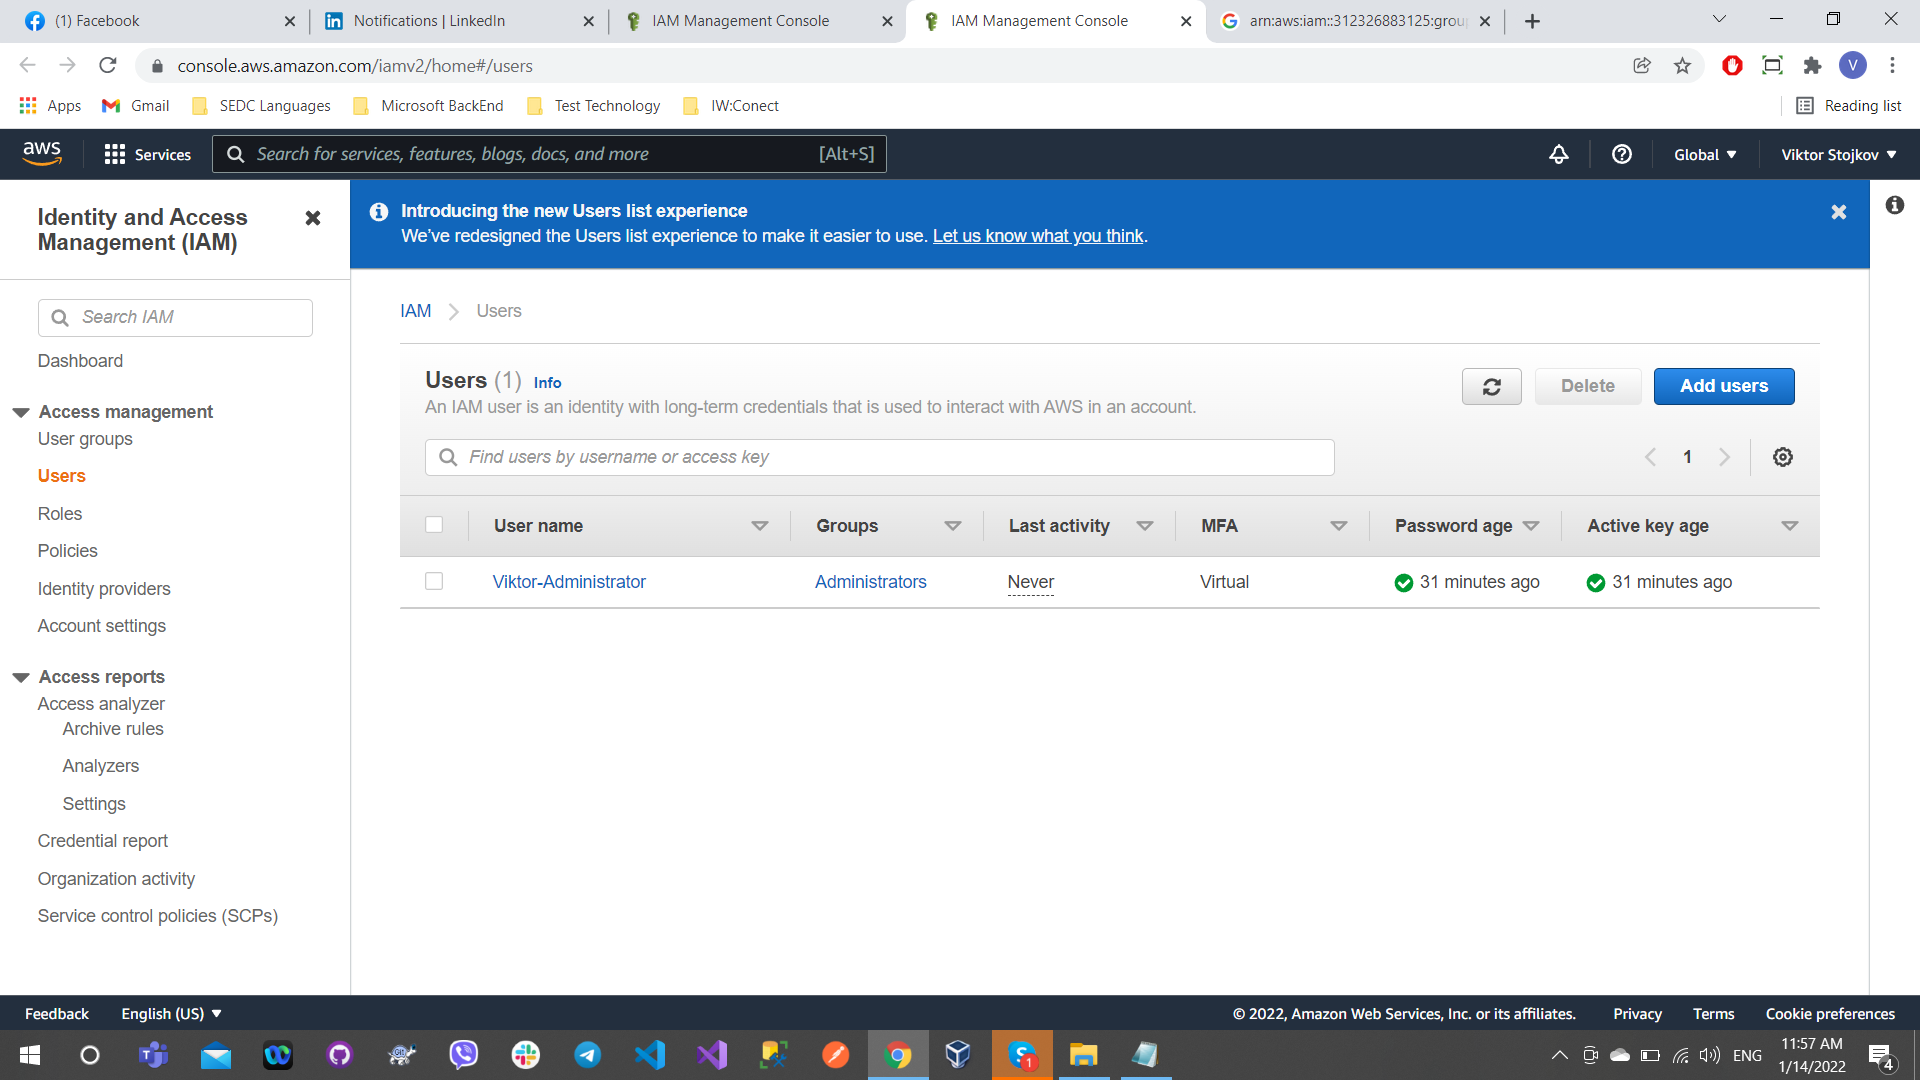 (1) Facebook
Notifications | LinkedIn
IAM Management Console
IAM Management Console
arn:aws:iam::312326883125:grou
console.aws.amazon.com/iamv2/home#/users
V
Apps
Gmail
SEDC Languages
Microsoft BackEnd
Test Technology
IW:Conect
Reading list
aws
Services
Search for services, features, blogs, docs, and more
[Alt+S]
Global
Viktor Stojkov
Identity and Access
Management (IAM)
Search IAM
Dashboard
Access management
User groups
Users
Roles
Policies
Identity providers
Account settings
Access reports
Access analyzer
Archive rules
Analyzers
Settings
Credential report
Organization activity
Service control policies (SCPs)
Introducing the new Users list experience
We've redesigned the Users list experience to make it easier to use. Let us know what you think.
IAM
Users
Users (1) Info
An IAM user is an identity with long-term credentials that is used to interact with AWS in an account.
Delete
Add users
Find users by username or access key
1
User name
Groups
Last activity
MFA
Password age
Active key age
Viktor-Administrator
Administrators
Never
Virtual
31 minutes ago
31 minutes ago
Feedback
English (US)
© 2022, Amazon Web Services, Inc. or its affiliates.
Privacy
Terms
Cookie preferences
1
ENG
11:57 AM
1/14/2022
4